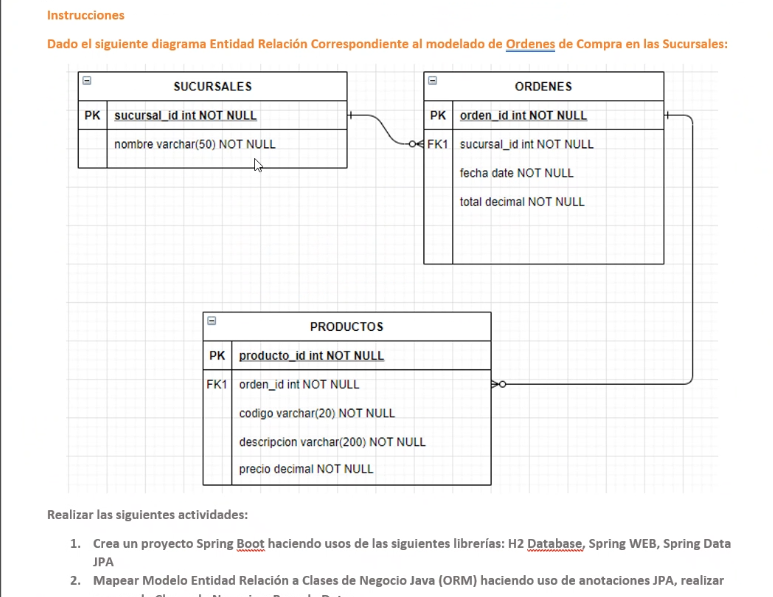 Instrucciones
Dado el siguiente diagrama Entidad Relación Correspondiente al modelado de Ordenes de Compra en las Sucursales:
SUCURSALES
PK sucursal_id int NOT NULL
nombre varchar(50) NOT NULL
ORDENES
PK orden_id int NOT NULL
FK1 sucursal_id int NOT NULL
fecha date NOT NULL
total decimal NOT NULL
PRODUCTOS
PK producto_id int NOT NULL
FK1 orden_id int NOT NULL
codigo varchar(20) NOT NULL
descripcion varchar(200) NOT NULL
precio decimal NOT NULL
Realizar las siguientes actividades:
1. Crea un proyecto Spring Boot haciendo usos de las siguientes librerías: H2 Database, Spring WEB, Spring Data
JPA
2. Mapear Modelo Entidad Relación a Clases de Negocio Java (ORM) haciendo uso de anotaciones JPA, realizar